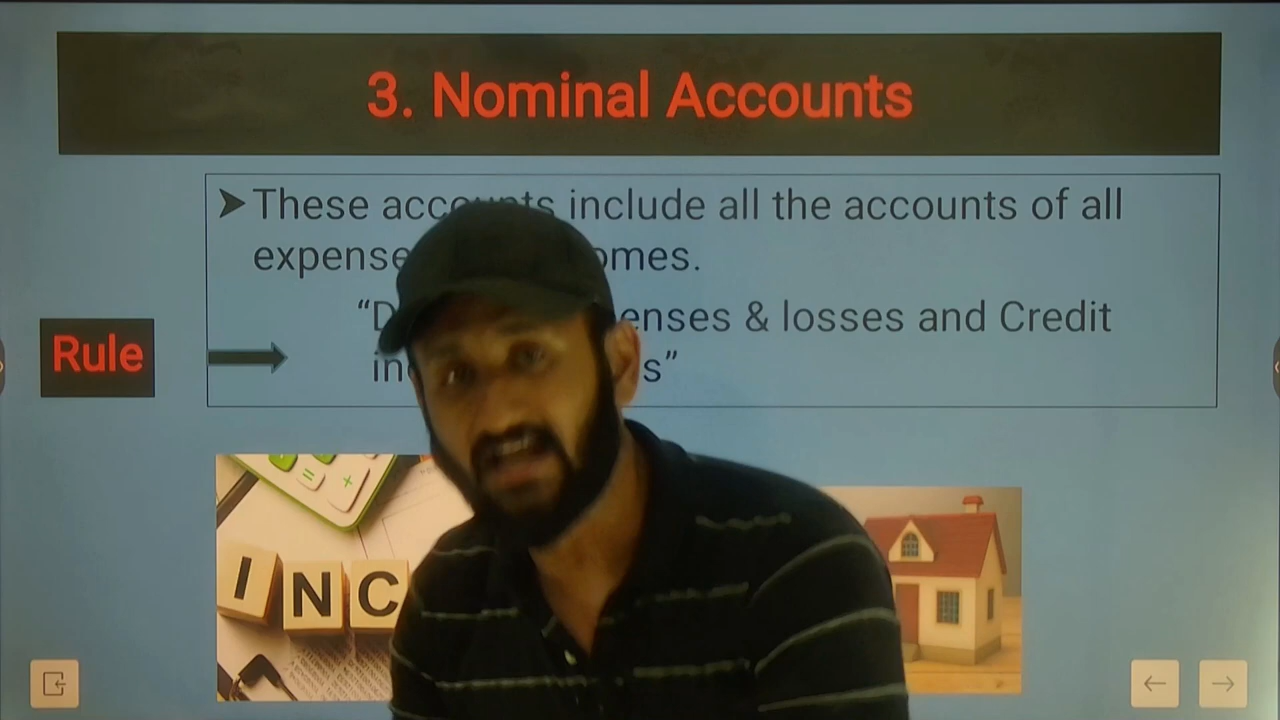 3. Nominal Accounts
➤These accounts include all the accounts of all
expense omes.
Rule
“D enses & losses and Credit
in s”
INC